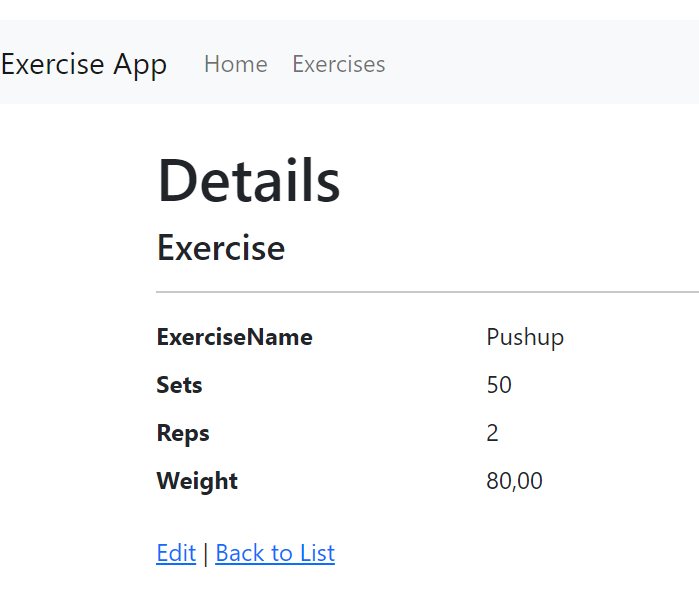 Exercise App Home Exercises
Details
Exercise
ExerciseName Pushup
Sets 50
Reps 2
Weight 80,00
Edit | Back to List